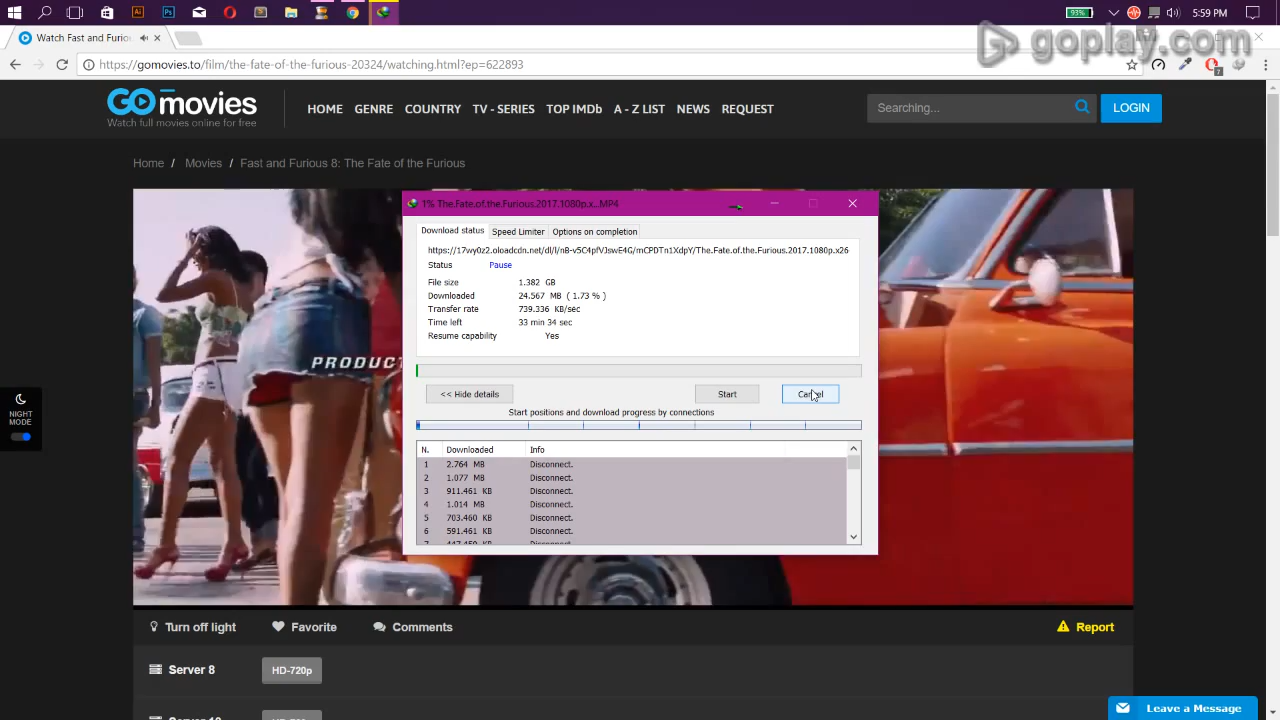 93%
5:59 PM
goplay.com
Watch Fast and Furio
https://gomovies.to/film/the-fate-of-the-furious-20324/watching.html?ep=622893
7
GOmovies
Watch full movies online for free
HOME GENRE COUNTRY TV - SERIES TOP IMDb A - Z LIST NEWS REQUEST
Searching...
LOGIN
Home / Movies / Fast and Furious 8: The Fate of the Furious
1% The.Fate.of.the.Furious.2017.1080p.x...MP4
Download status Speed Limiter Options on completion
https://17wy0z2.oloadcdn.net/dl/l/nB-v5C4pfVJswE4G/mCPDTn1XdpY/The.Fate.of.the.Furious.2017.1080p.x26
Status Pause
File size 1.382 GB
Downloaded 24.567 MB ( 1.73 % )
Transfer rate 739.336 KB/sec
Time left 33 min 34 sec
Resume capability Yes
PRODUCT
<< Hide details Start Cancel
Start positions and download progress by connections
N. Downloaded Info
1 2.764 MB Disconnect.
2 1.077 MB Disconnect.
3 911.461 KB Disconnect.
4 1.014 MB Disconnect.
5 703.460 KB Disconnect.
6 591.461 KB Disconnect.
NIGHT
MODE
Turn off light Favorite Comments Report
Server 8 HD-720p
Leave a Message